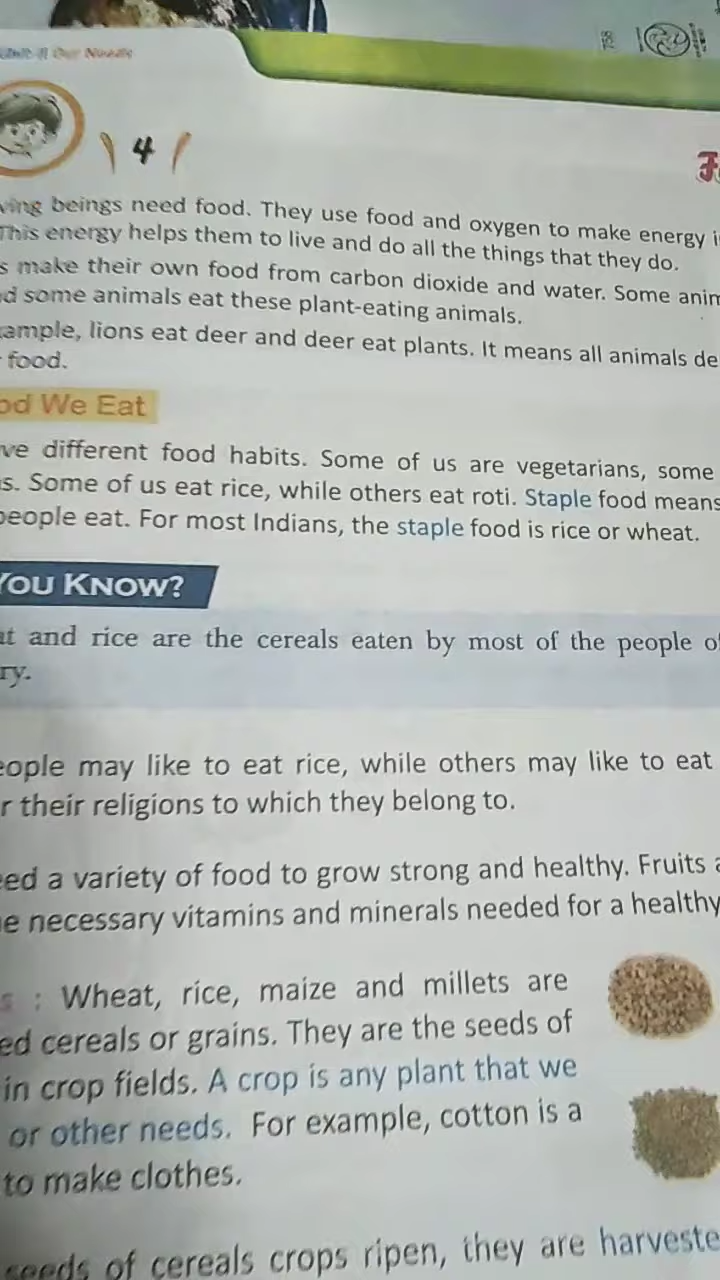 Our Needs
4
ving beings need food. They use food and oxygen to make energy i
This energy helps them to live and do all the things that they do.
s make their own food from carbon dioxide and water. Some anim
d some animals eat these plant-eating animals.
ample, lions eat deer and deer eat plants. It means all animals de
food.
od We Eat
ve different food habits. Some of us are vegetarians, some
s. Some of us eat rice, while others eat roti. Staple food means
people eat. For most Indians, the staple food is rice or wheat.
YOU KNOW?
at and rice are the cereals eaten by most of the people of
ry.
eople may like to eat rice, while others may like to eat
r their religions to which they belong to.
eed a variety of food to grow strong and healthy. Fruits a
e necessary vitamins and minerals needed for a healthy
s : Wheat, rice, maize and millets are
ed cereals or grains. They are the seeds of
in crop fields. A crop is any plant that we
or other needs. For example, cotton is a
to make clothes.
seeds of cereals crops ripen, they are harveste